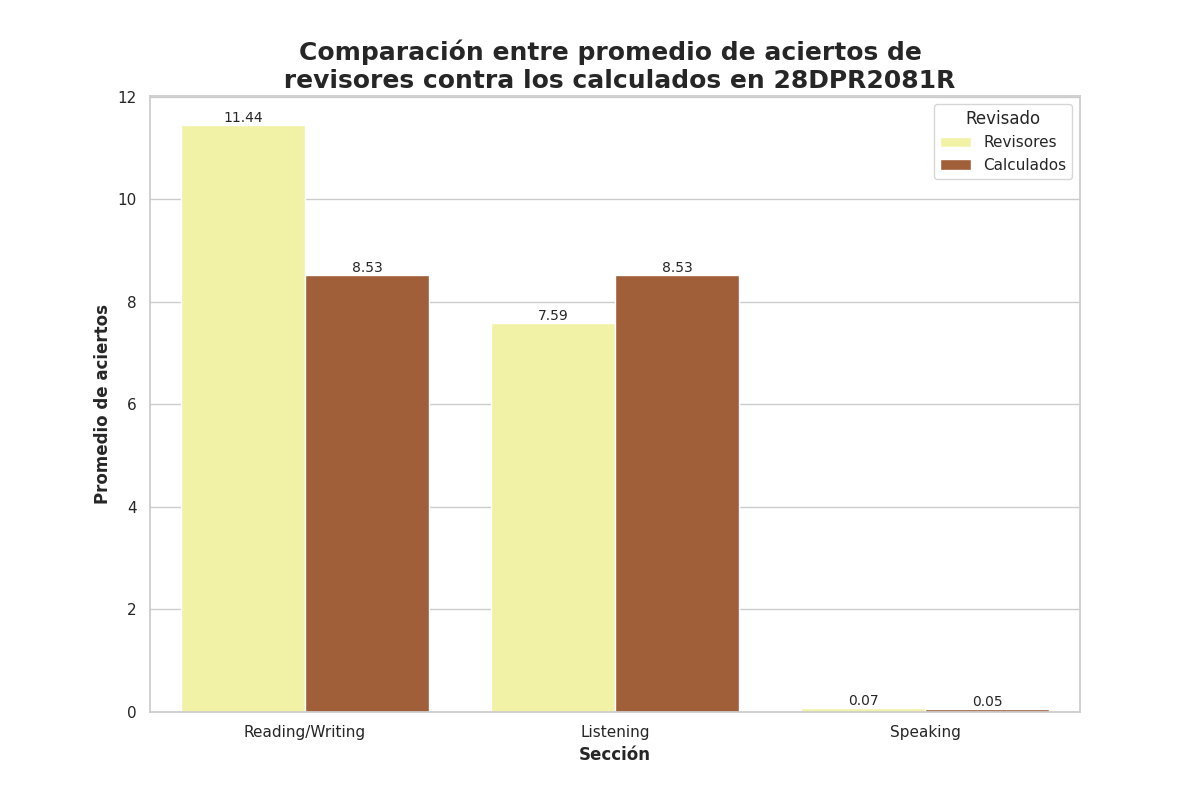 Comparación entre promedio de aciertos de
revisores contra los calculados en 28DPR2081R
Promedio de aciertos
12
10
8
6
4
2
0
11.44
8.53
7.59
8.53
0.07
0.05
Revisado
Revisores
Calculados
Reading/Writing
Listening
Speaking
Sección